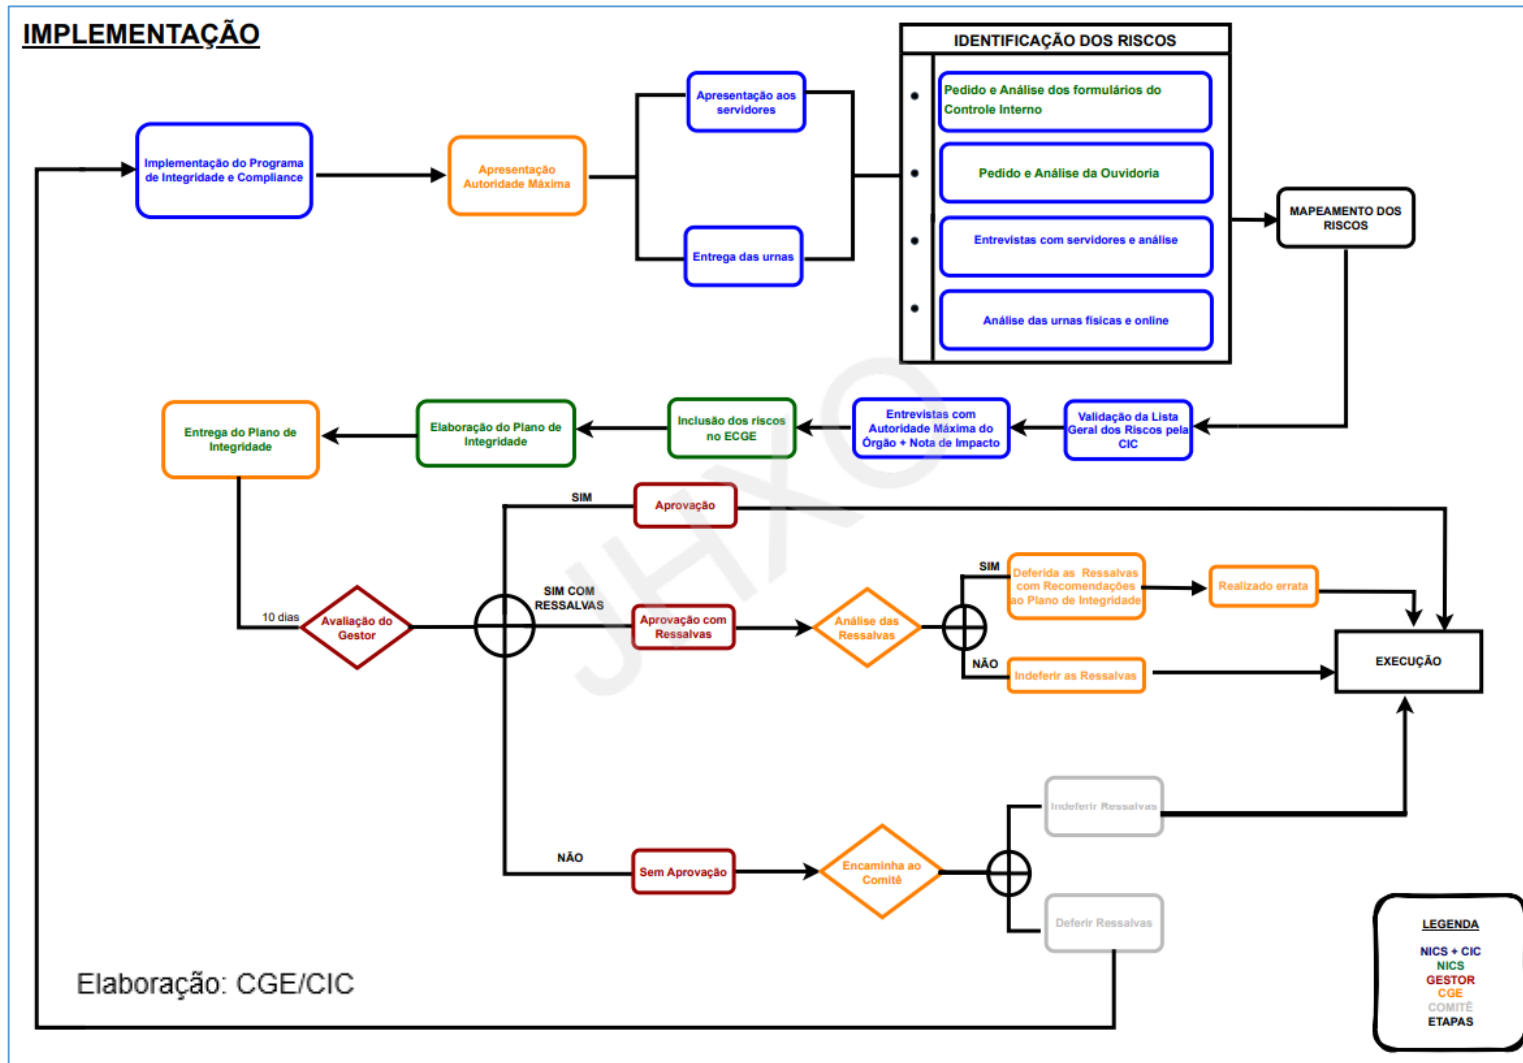 IMPLEMENTAÇÃO
IDENTIFICAÇÃO DOS RISCOS
Implementação do Programa
de Integridade e Compliance
Apresentação
Autoridade Máxima
Apresentação aos
servidores
Entrega das urnas
Pedido e Análise dos formulários do
Controle Interno
Pedido e Análise da Ouvidoria
Entrevistas com servidores e análise
Análise das urnas físicas e online
MAPEAMENTO DOS
RISCOS
Entrega do Plano de
Integridade
Elaboração do Plano de
Integridade
Inclusão dos riscos
no ECGE
Entrevistas com
Autoridade Máxima do
Órgão + Nota de Impacto
Validação da Lista
Geral dos Riscos pela
CIC
10 dias
Avaliação do
Gestor
SIM
Aprovação
SIM COM
RESSALVAS
Aprovação com
Ressalvas
Análise das
Ressalvas
SIM
Deferida as Ressalvas
com Recomendações
ao Plano de Integridade
Realizado errata
NÃO
Indeferir as Ressalvas
EXECUÇÃO
NÃO
Sem Aprovação
Encaminha ao
Comitê
Indeferir Ressalvas
Deferir Ressalvas
LEGENDA
NICS + CIC
NICS
GESTOR
CGE
COMITÊ
ETAPAS
Elaboração: CGE/CIC
JHXO